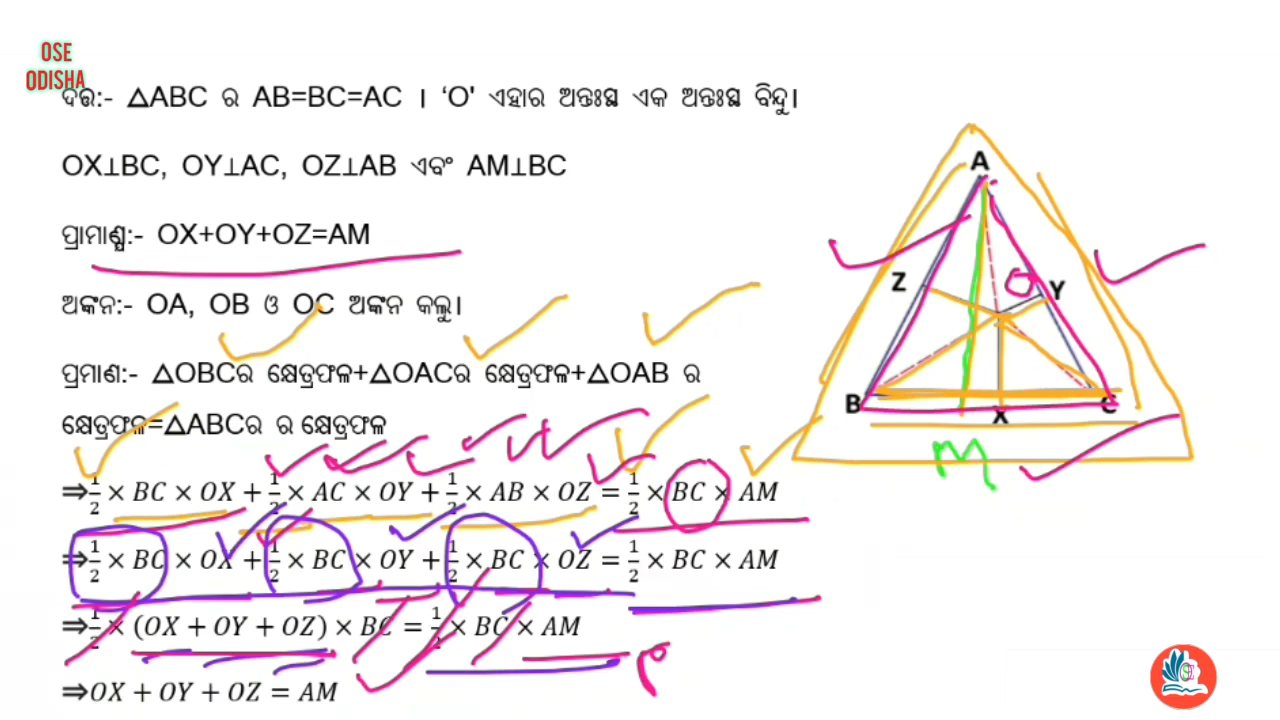 OSE
ODISHA
ଦତ୍ତ:- △ABC ର AB=BC=AC । 'O' ଏହାର ଅନ୍ତଃସ୍ଥ ଏକ ଅନ୍ତଃସ୍ଥ ବିନ୍ଦୁ।
OX⊥BC, OY⊥AC, OZ⊥AB ଏବଂ AM⊥BC
ପ୍ରାମାଣ୍ଯ:- OX+OY+OZ=AM
ଅଙ୍କନ:- OA, OB ଓ OC ଅଙ୍କନ କଲୁ।
ପ୍ରମାଣ:- △OBCର କ୍ଷେତ୍ରଫଳ+△OACର କ୍ଷେତ୍ରଫଳ+△OAB ର
କ୍ଷେତ୍ରଫଳ=△ABCର ର କ୍ଷେତ୍ରଫଳ
⇒1/2 × BC × OX + 1/2 × AC × OY + 1/2 × AB × OZ = 1/2 × BC × AM
⇒1/2 × BC × OX + 1/2 × BC × OY + 1/2 × BC × OZ = 1/2 × BC × AM
⇒1/2 × (OX + OY + OZ) × BC = 1/2 × BC × AM
⇒OX + OY + OZ = AM
A
Z
O
Y
B
X
C
M